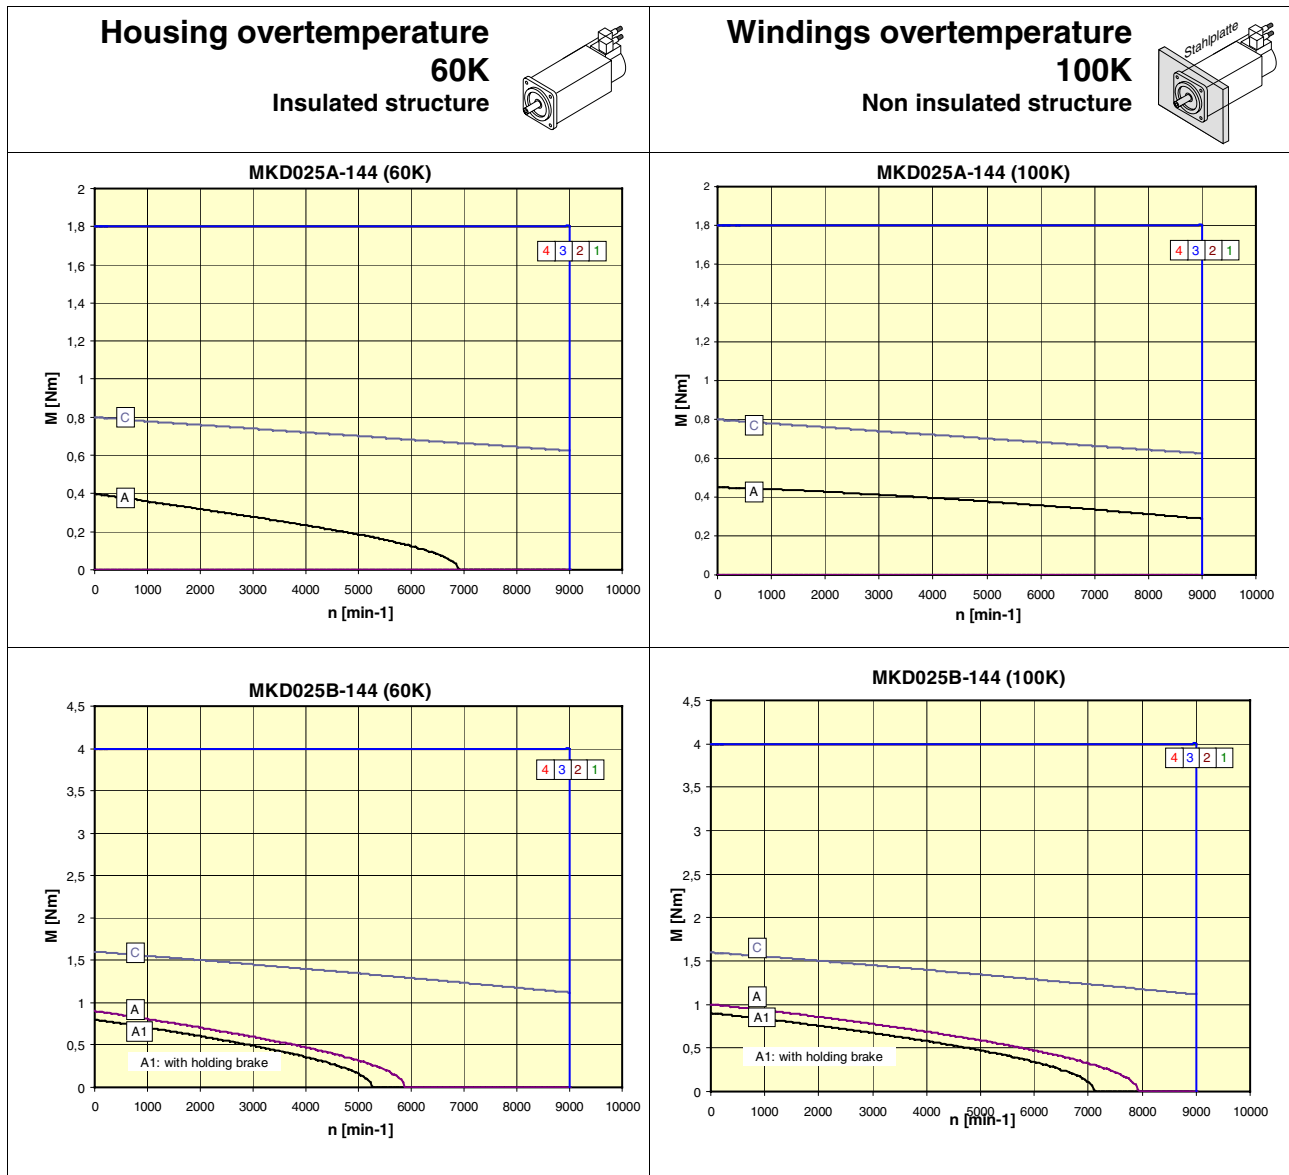 Housing overtemperature
60K
Insulated structure
Windings overtemperature
100K
Non insulated structure
Stahlplatte
MKD025A-144 (60K)
M [Nm]
2
1,8
1,6
1,4
1,2
1
0,8
0,6
0,4
0,2
0
4 3 2 1
C
A
0 1000 2000 3000 4000 5000 6000 7000 8000 9000 10000
n [min-1]
MKD025A-144 (100K)
M [Nm]
2
1,8
1,6
1,4
1,2
1
0,8
0,6
0,4
0,2
0
4 3 2 1
C
A
0 1000 2000 3000 4000 5000 6000 7000 8000 9000 10000
n [min-1]
MKD025B-144 (60K)
M [Nm]
4,5
4
3,5
3
2,5
2
1,5
1
0,5
0
4 3 2 1
C
A
A1
A1: with holding brake
0 1000 2000 3000 4000 5000 6000 7000 8000 9000 10000
n [min-1]
MKD025B-144 (100K)
M [Nm]
4,5
4
3,5
3
2,5
2
1,5
1
0,5
0
4 3 2 1
C
A
A1
A1: with holding brake
0 1000 2000 3000 4000 5000 6000 7000 8000 9000 10000
n [min-1]